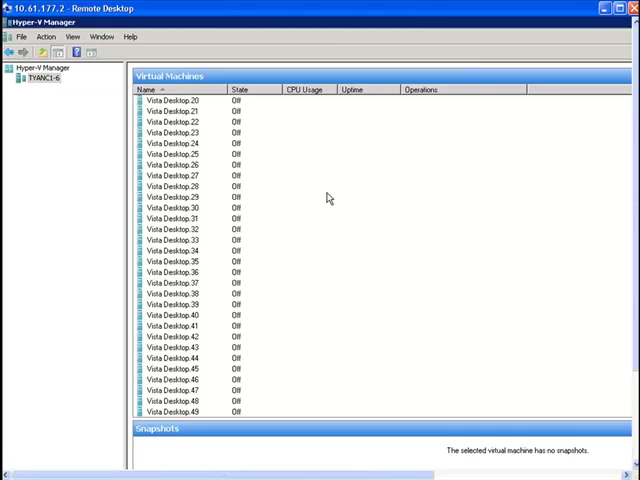 10.61.177.2 - Remote Desktop
Hyper-V Manager
File Action View Window Help
Hyper-V Manager
TYANC1-6
Virtual Machines
Name State CPU Usage Uptime Operations
Vista Desktop.20 Off
Vista Desktop.21 Off
Vista Desktop.22 Off
Vista Desktop.23 Off
Vista Desktop.24 Off
Vista Desktop.25 Off
Vista Desktop.26 Off
Vista Desktop.27 Off
Vista Desktop.28 Off
Vista Desktop.29 Off
Vista Desktop.30 Off
Vista Desktop.31 Off
Vista Desktop.32 Off
Vista Desktop.33 Off
Vista Desktop.34 Off
Vista Desktop.35 Off
Vista Desktop.36 Off
Vista Desktop.37 Off
Vista Desktop.38 Off
Vista Desktop.39 Off
Vista Desktop.40 Off
Vista Desktop.41 Off
Vista Desktop.42 Off
Vista Desktop.43 Off
Vista Desktop.44 Off
Vista Desktop.45 Off
Vista Desktop.46 Off
Vista Desktop.47 Off
Vista Desktop.48 Off
Vista Desktop.49 Off
Snapshots
The selected virtual machine has no snapshots.